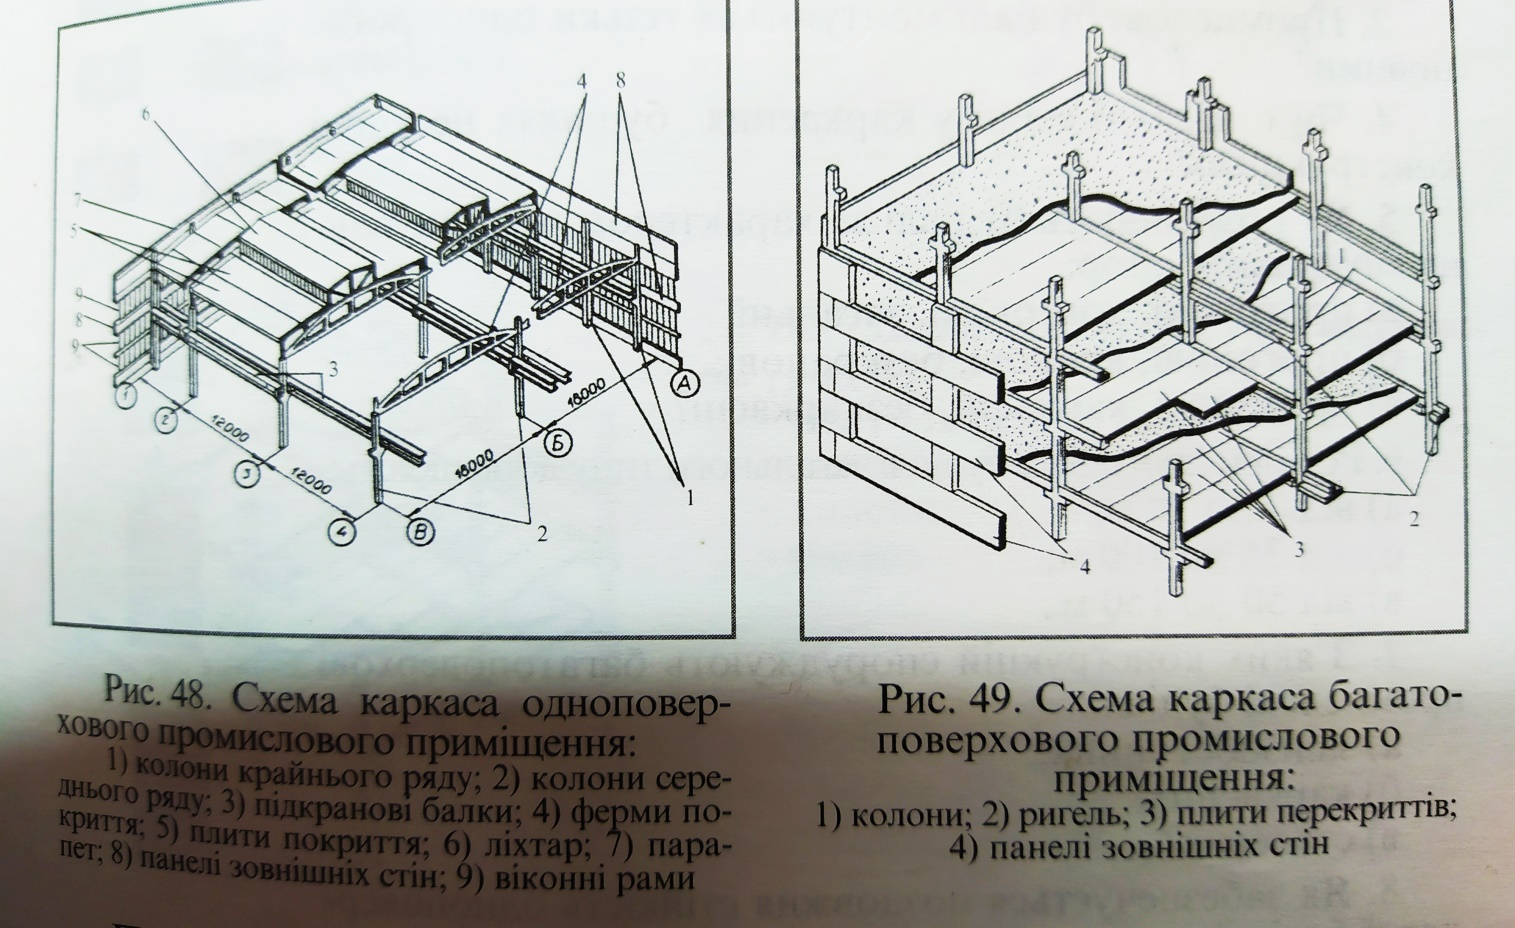 4 8
6
7
5
9
8
9
3
1
2
3
4
12000
12000
18000
18000
А
Б
В
1
2
1
2
3
4
Рис. 48. Схема каркаса одноповер-
хового промислового приміщення:
1) колони крайнього ряду; 2) колони сере-
днього ряду; 3) підкранові балки; 4) ферми по-
криття; 5) плити покриття; 6) ліхтар; 7) пара-
пет; 8) панелі зовнішніх стін; 9) віконні рами
Рис. 49. Схема каркаса багато-
поверхового промислового
приміщення:
1) колони; 2) ригель; 3) плити перекриттів;
4) панелі зовнішніх стін